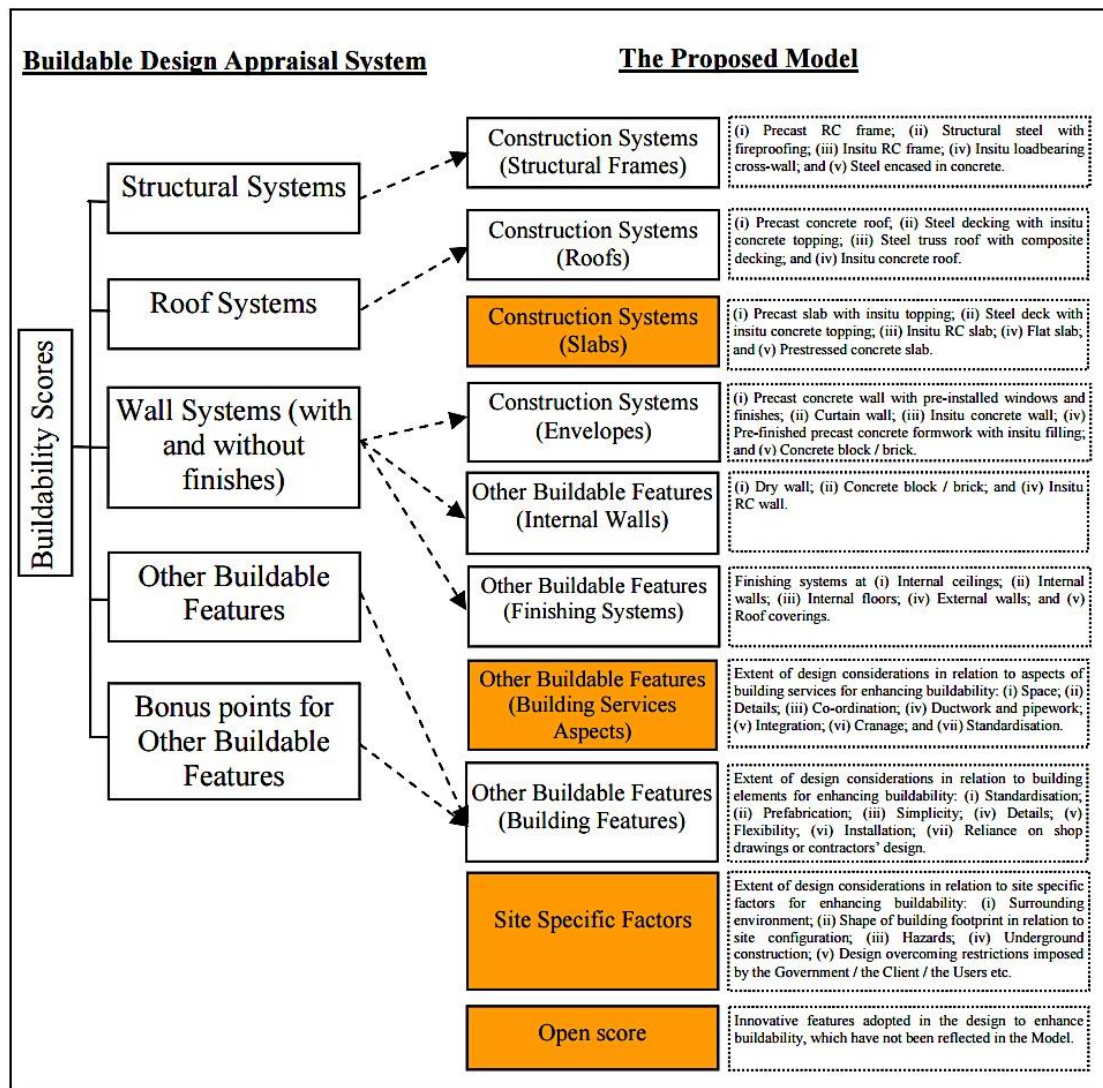 Buildable Design Appraisal System
The Proposed Model
Buildability Scores
Structural Systems
Roof Systems
Wall Systems (with
and without
finishes)
Other Buildable
Features
Bonus points for
Other Buildable
Features
Construction Systems
(Structural Frames)
(i) Precast RC frame; (ii) Structural steel with
fireproofing; (iii) Insitu RC frame; (iv) Insitu loadbearing
cross-wall; and (v) Steel encased in concrete.
Construction Systems
(Roofs)
(i) Precast concrete roof; (ii) Steel decking with insitu
concrete topping; (iii) Steel truss roof with composite
decking; and (iv) Insitu concrete roof.
Construction Systems
(Slabs)
(i) Precast slab with insitu topping; (ii) Steel deck with
insitu concrete topping; (iii) Insitu RC slab; (iv) Flat slab;
and (v) Prestressed concrete slab.
Construction Systems
(Envelopes)
(i) Precast concrete wall with pre-installed windows and
finishes; (ii) Curtain wall; (iii) Insitu concrete wall; (iv)
Pre-finished precast concrete formwork with insitu filling;
and (v) Concrete block / brick.
Other Buildable Features
(Internal Walls)
(i) Dry wall; (ii) Concrete block / brick; and (iv) Insitu
RC wall.
Other Buildable Features
(Finishing Systems)
Finishing systems at (i) Internal ceilings; (ii) Internal
walls; (iii) Internal floors; (iv) External walls; and (v)
Roof coverings.
Other Buildable Features
(Building Services
Aspects)
Extent of design considerations in relation to aspects of
building services for enhancing buildability: (i) Space; (ii)
Details; (iii) Co-ordination; (iv) Ductwork and pipework;
(v) Integration; (vi) Cranage; and (vii) Standardisation.
Other Buildable Features
(Building Features)
Extent of design considerations in relation to building
elements for enhancing buildability: (i) Standardisation;
(ii) Prefabrication; (iii) Simplicity; (iv) Details; (v)
Flexibility; (vi) Installation; (vii) Reliance on shop
drawings or contractors' design.
Site Specific Factors
Extent of design considerations in relation to site specific
factors for enhancing buildability: (i) Surrounding
environment; (ii) Shape of building footprint in relation to
site configuration; (iii) Hazards; (iv) Underground
construction; (v) Design overcoming restrictions imposed
by the Government / the Client / the Users etc.
Open score
Innovative features adopted in the design to enhance
buildability, which have not been reflected in the Model.